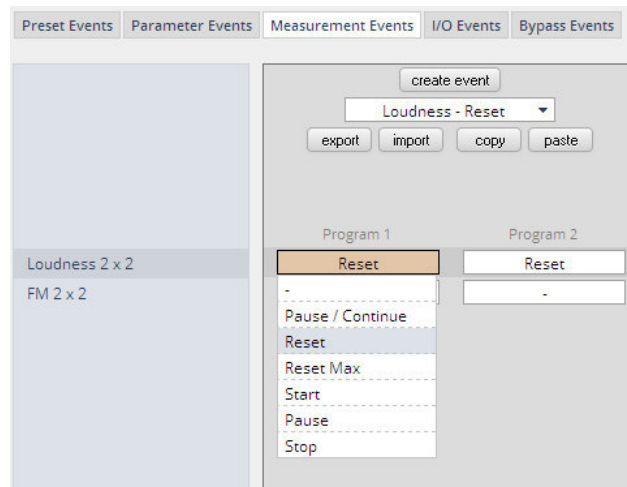 Preset Events Parameter Events Measurement Events I/O Events Bypass Events
create event
Loudness - Reset
export import copy paste
Program 1 Program 2
Loudness 2 x 2 Reset Reset
FM 2 x 2 - -
Pause / Continue
Reset
Reset Max
Start
Pause
Stop